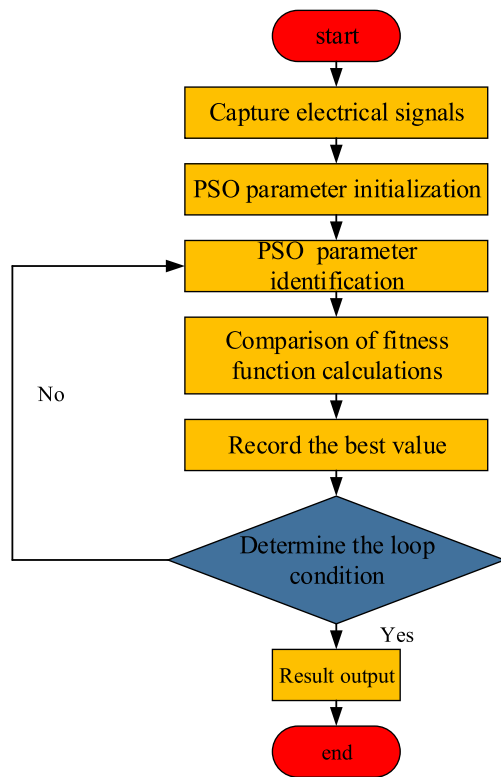 start
Capture electrical signals
PSO parameter initialization
PSO parameter
identification
Comparison of fitness
function calculations
No
Record the best value
Determine the loop
condition
Yes
Result output
end